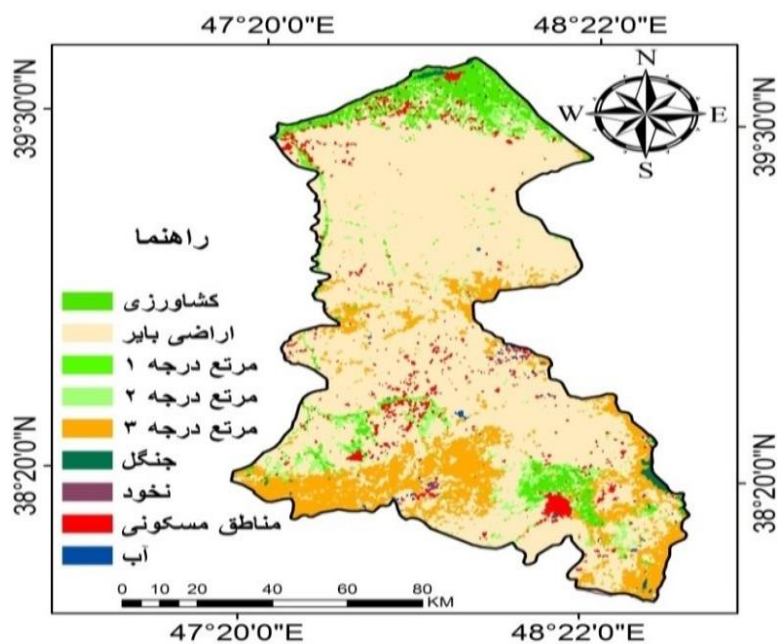 47°20'0"E 48°22'0"E
39°30'0"N
39°30'0"N
N
W E
S
راهنما
کشاورزی
اراضی بایر
مرتع درجه ۱
مرتع درجه ۲
مرتع درجه ۳
جنگل
نخود
مناطق مسکونی
آب
38°20'0"N
38°20'0"N
0 10 20 40 60 80
KM
47°20'0"E 48°22'0"E